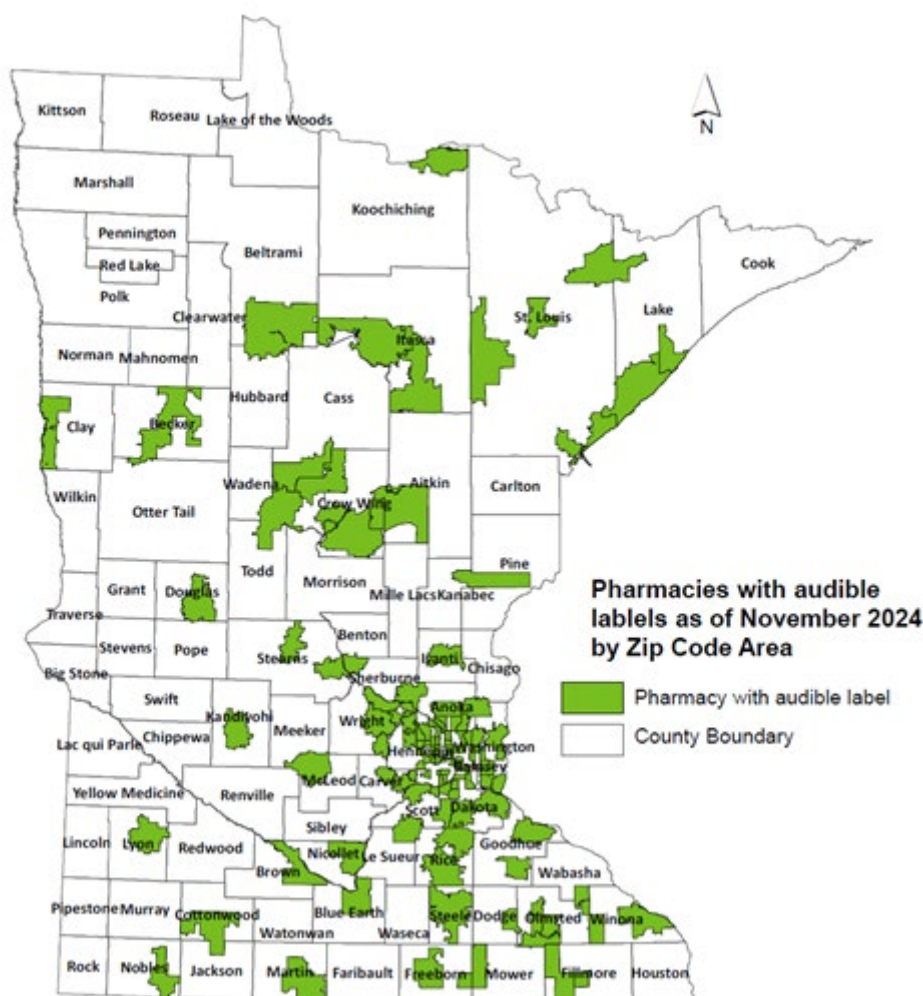 Kittson
Roseau
Lake of the Woods
N
Marshall
Koochiching
Pennington
Beltrami
Red Lake
Cook
Polk
Clearwater
St. Louis
Lake
Itasca
Norman
Mahnomen
Hubbard
Cass
Clay
Becker
Wadena
Aitkin
Carlton
Wilkin
Crow Wing
Otter Tail
Pine
Todd
Morrison
Grant
Douglas
Mille Lacs
Kanabec
Pharmacies with audible
lablels as of November 2024
by Zip Code Area
Traverse
Benton
Stevens
Pope
Stearns
Isanti
Chisago
Big Stone
Sherburne
Pharmacy with audible label
Swift
Anoka
Kandiyohi
Wright
Meeker
County Boundary
Chippewa
Lac qui Parle
Hennepin
Washington
Ramsey
McLeod
Carver
Yellow Medicine
Renville
Scott
Dakota
Sibley
Lincoln
Lyon
Redwood
Nicollet
Le Sueur
Rice
Goodhue
Brown
Wabasha
Pipestone
Murray
Cottonwood
Blue Earth
Steele
Dodge
Olmsted
Winona
Watonwan
Waseca
Rock
Nobles
Jackson
Martin
Faribault
Freeborn
Mower
Fillmore
Houston